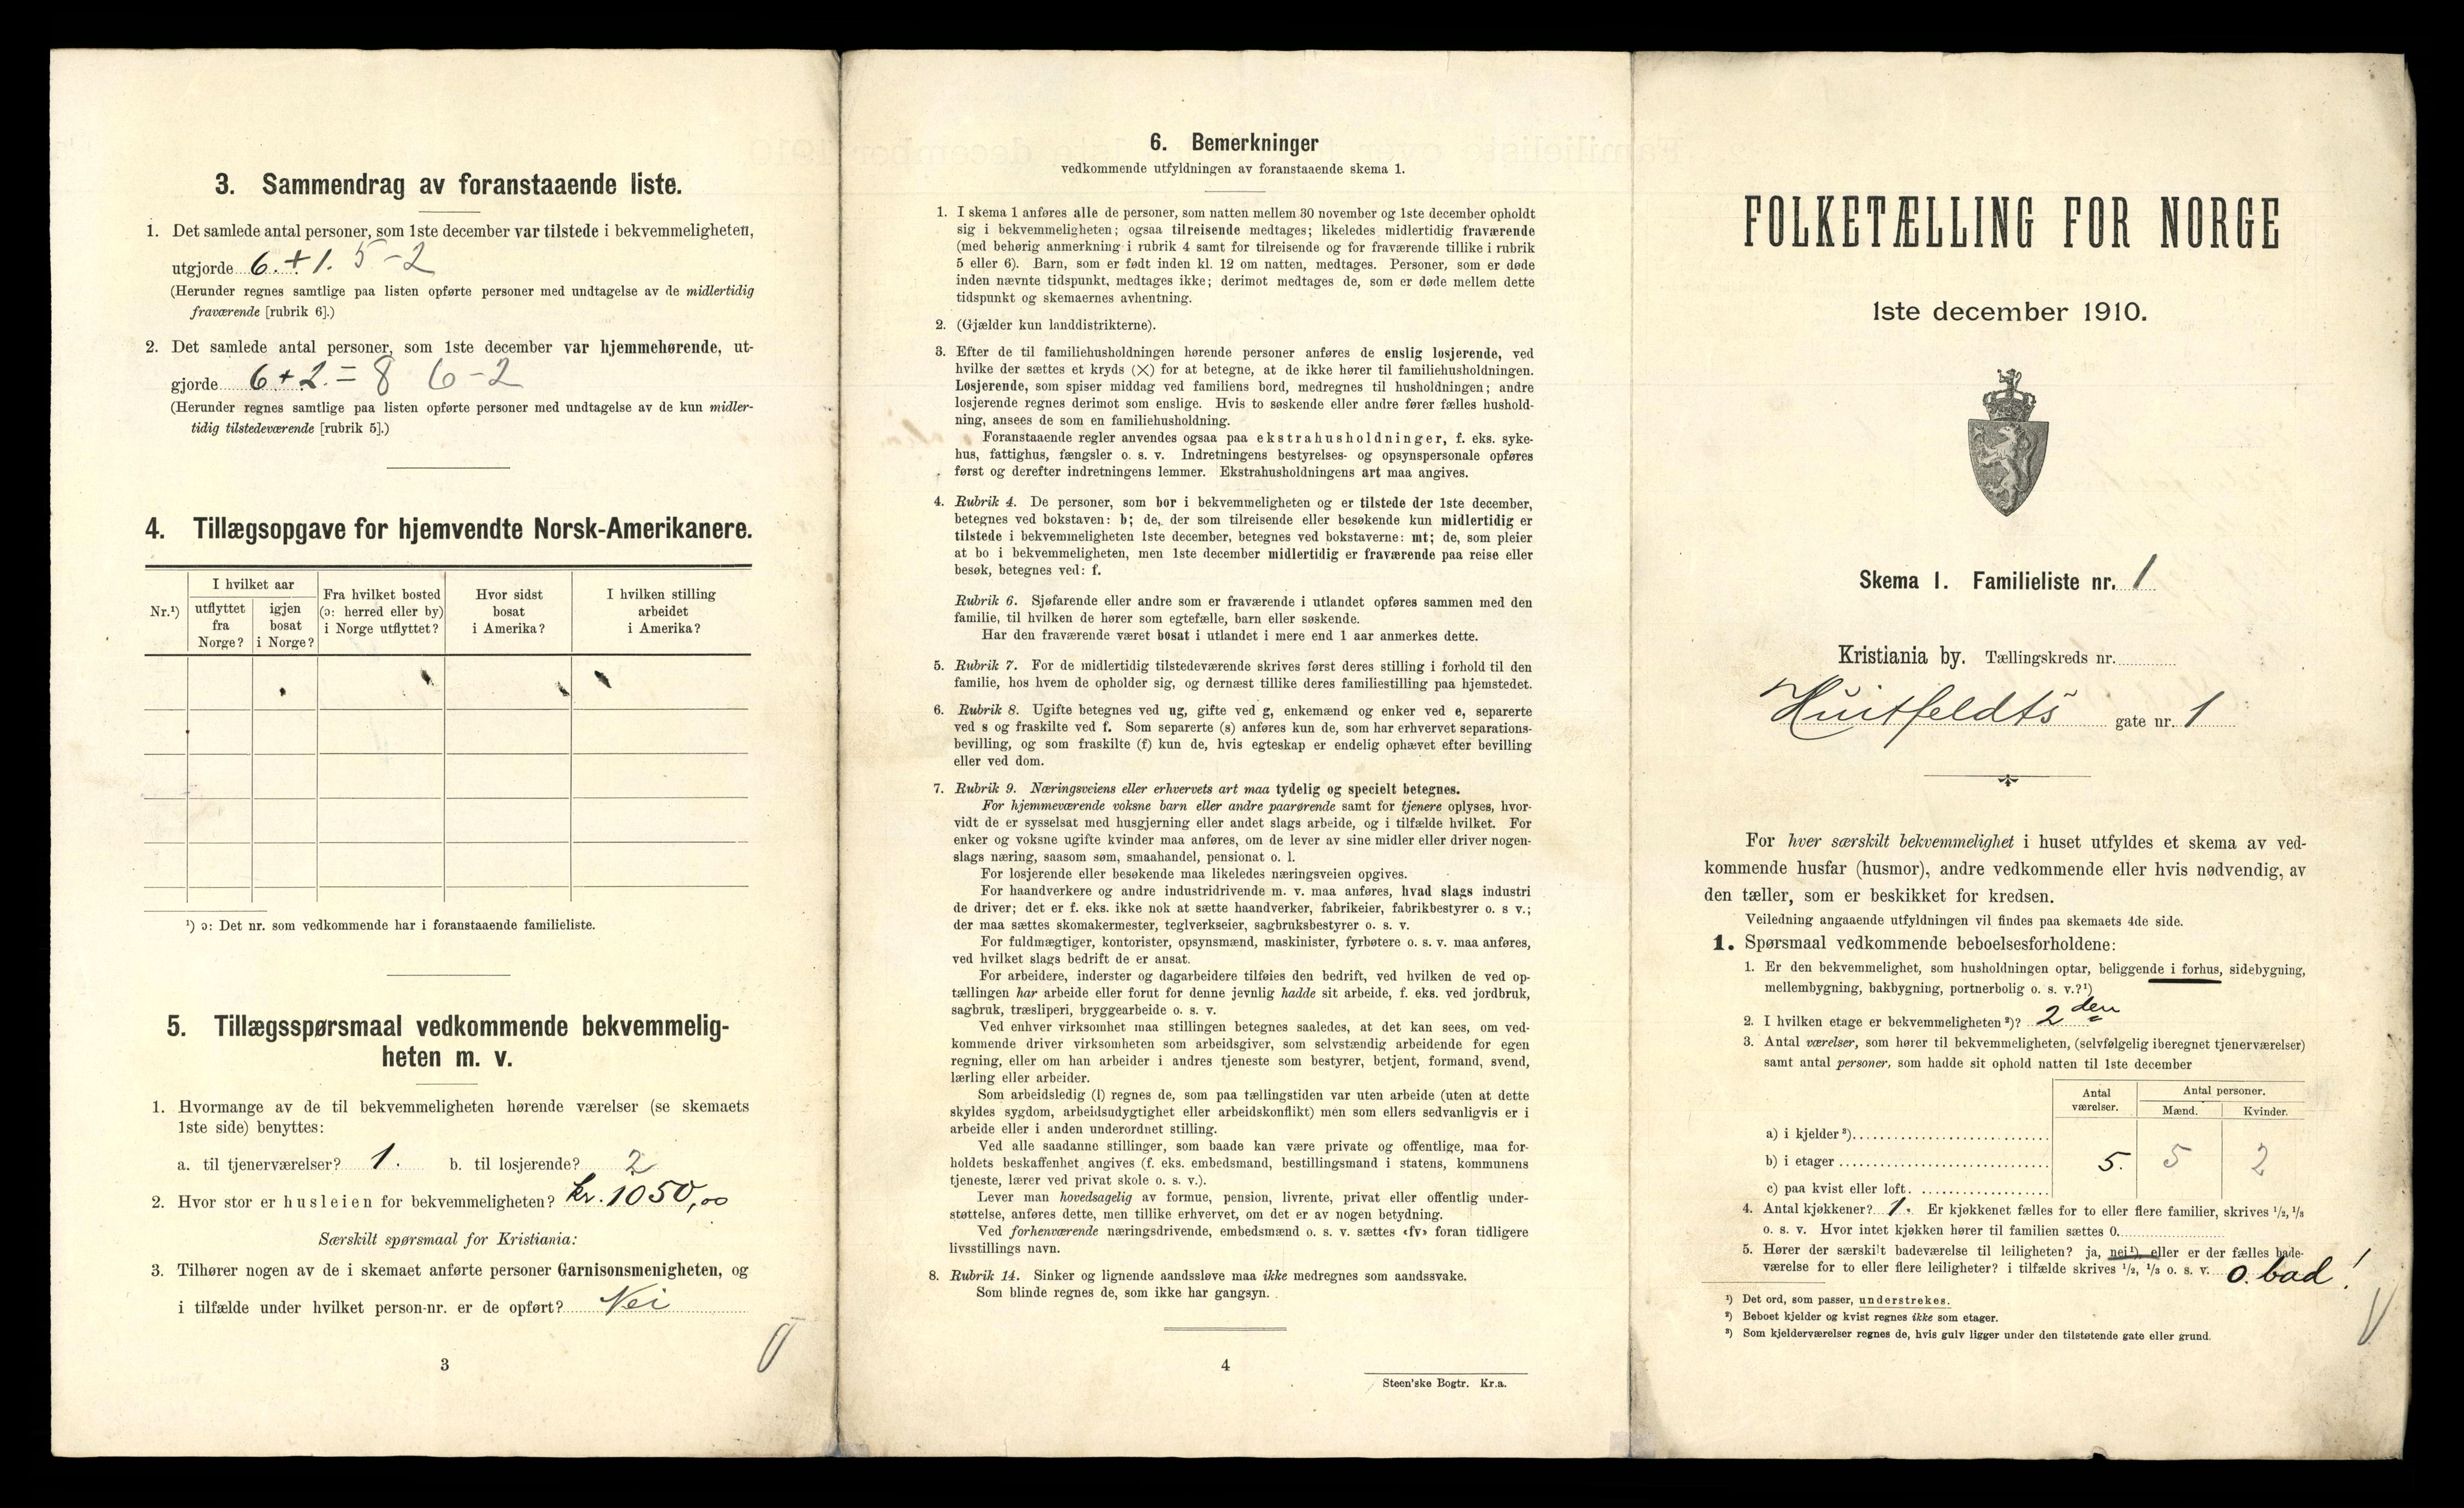 3. Sammendrag av foranstaaende liste.
1. Det samlede antal personer, som 1ste december var tilstede i bekvemmeligheten,
utgjorde 6.+1. 5-2
(Herunder regnes samtlige paa listen opførte personer med undtagelse av de midlertidig
fraværende [rubrik 6].)
2. Det samlede antal personer, som 1ste december var hjemmehørende, ut-
gjorde 6+2.=8 6-2
(Herunder regnes samtlige paa listen opførte personer med undtagelse av de kun midler-
tidig tilstedeværende [rubrik 5].)
4. Tillægsopgave for hjemvendte Norsk-Amerikanere.
Nr.¹)
I hvilket aar
utflyttet
fra
Norge?
igjen
bosat
i Norge?
Fra hvilket bosted
(ɔ: herred eller by)
i Norge utflyttet?
Hvor sidst
bosat
i Amerika?
I hvilken stilling
arbeidet
i Amerika?
¹) ɔ: Det nr. som vedkommende har i foranstaaende familieliste.
5. Tillægsspørsmaal vedkommende bekvemmelig-
heten m. v.
1. Hvormange av de til bekvemmeligheten hørende værelser (se skemaets
1ste side) benyttes:
a. til tjenerværelser? 1. b. til losjerende? 2
2. Hvor stor er husleien for bekvemmeligheten? kr. 1050,00
Særskilt spørsmaal for Kristiania:
3. Tilhører nogen av de i skemaet anførte personer Garnisonsmenigheten, og
i tilfælde under hvilket person-nr. er de opført? Nei
3
6. Bemerkninger
vedkommende utfyldningen av foranstaaende skema 1.
1. I skema 1 anføres alle de personer, som natten mellem 30 november og 1ste december opholdt
sig i bekvemmeligheten; ogsaa tilreisende medtages; likeledes midlertidig fraværende
(med behørig anmerkning i rubrik 4 samt for tilreisende og for fraværende tillike i rubrik
5 eller 6). Barn, som er født inden kl. 12 om natten, medtages. Personer, som er døde
inden nævnte tidspunkt, medtages ikke; derimot medtages de, som er døde mellem dette
tidspunkt og skemaernes avhentning.
2. (Gjælder kun landdistrikterne).
3. Efter de til familiehusholdningen hørende personer anføres de enslig losjerende, ved
hvilke der sættes et kryds (×) for at betegne, at de ikke hører til familiehusholdningen.
Losjerende, som spiser middag ved familiens bord, medregnes til husholdningen; andre
losjerende regnes derimot som enslige. Hvis to søskende eller andre fører fælles hushold-
ning, ansees de som en familiehusholdning.
Foranstaaende regler anvendes ogsaa paa ekstrahusholdninger, f. eks. syke-
hus, fattighus, fængsler o. s. v. Indretningens bestyrelses- og opsynspersonale opføres
først og derefter indretningens lemmer. Ekstrahusholdningens art maa angives.
4. Rubrik 4. De personer, som bor i bekvemmeligheten og er tilstede der 1ste december,
betegnes ved bokstaven: b; de, der som tilreisende eller besøkende kun midlertidig er
tilstede i bekvemmeligheten 1ste december, betegnes ved bokstaverne: mt; de, som pleier
at bo i bekvemmeligheten, men 1ste december midlertidig er fraværende paa reise eller
besøk, betegnes ved: f.
Rubrik 6. Sjøfarende eller andre som er fraværende i utlandet opføres sammen med den
familie, til hvilken de hører som egtefælle, barn eller søskende.
Har den fraværende været bosat i utlandet i mere end 1 aar anmerkes dette.
5. Rubrik 7. For de midlertidig tilstedeværende skrives først deres stilling i forhold til den
familie, hos hvem de opholder sig, og dernæst tillike deres familiestilling paa hjemstedet.
6. Rubrik 8. Ugifte betegnes ved ug, gifte ved g, enkemænd og enker ved e, separerte
ved s og fraskilte ved f. Som separerte (s) anføres kun de, som har erhvervet separations-
bevilling, og som fraskilte (f) kun de, hvis egteskap er endelig ophævet efter bevilling
eller ved dom.
7. Rubrik 9. Næringsveiens eller erhvervets art maa tydelig og specielt betegnes.
For hjemmeværende voksne barn eller andre paarørende samt for tjenere oplyses, hvor-
vidt de er sysselsat med husgjerning eller andet slags arbeide, og i tilfælde hvilket. For
enker og voksne ugifte kvinder maa anføres, om de lever av sine midler eller driver nogen-
slags næring, saasom søm, smaahandel, pensionat o. l.
For losjerende eller besøkende maa likeledes næringsveien opgives.
For haandverkere og andre industridrivende m. v. maa anføres, hvad slags industri
de driver; det er f. eks. ikke nok at sætte haandverker, fabrikeier, fabrikbestyrer o. s v.;
der maa sættes skomakermester, teglverkseier, sagbruksbestyrer o. s. v.
For fuldmægtiger, kontorister, opsynsmænd, maskinister, fyrbøtere o. s. v. maa anføres,
ved hvilket slags bedrift de er ansat.
For arbeidere, inderster og dagarbeidere tilføies den bedrift, ved hvilken de ved op-
tællingen har arbeide eller forut for denne jevnlig hadde sit arbeide, f. eks. ved jordbruk,
sagbruk, træsliperi, bryggearbeide o. s. v.
Ved enhver virksomhet maa stillingen betegnes saaledes, at det kan sees, om ved-
kommende driver virksomheten som arbeidsgiver, som selvstændig arbeidende for egen
regning, eller om han arbeider i andres tjeneste som bestyrer, betjent, formand, svend,
lærling eller arbeider.
Som arbeidsledig (l) regnes de, som paa tællingstiden var uten arbeide (uten at dette
skyldes sygdom, arbeidsudygtighet eller arbeidskonflikt) men som ellers sedvanligvis er i
arbeide eller i anden underordnet stilling.
Ved alle saadanne stillinger, som baade kan være private og offentlige, maa for-
holdets beskaffenhet angives (f. eks. embedsmand, bestillingsmand i statens, kommunens
tjeneste, lærer ved privat skole o. s. v.).
Lever man hovedsagelig av formue, pension, livrente, privat eller offentlig under-
støttelse, anføres dette, men tillike erhvervet, om det er av nogen betydning.
Ved forhenværende næringsdrivende, embedsmænd o. s. v. sættes «fv» foran tidligere
livsstillings navn.
8. Rubrik 14. Sinker og lignende aandssløve maa ikke medregnes som aandssvake.
Som blinde regnes de, som ikke har gangsyn.
4
Steen'ske Bogtr. Kr.a.
FOLKETÆLLING FOR NORGE
1ste december 1910.
Skema 1. Familieliste nr. 1
Kristiania by. Tællingskreds nr.
Huitfeldts gate nr. 1
For hver særskilt bekvemmelighet i huset utfyldes et skema av ved-
kommende husfar (husmor), andre vedkommende eller hvis nødvendig, av
den tæller, som er beskikket for kredsen.
Veiledning angaaende utfyldningen vil findes paa skemaets 4de side.
1. Spørsmaal vedkommende beboelsesforholdene:
1. Er den bekvemmelighet, som husholdningen optar, beliggende i forhus, sidebygning,
mellembygning, bakbygning, portnerbolig o. s. v.?¹)
2. I hvilken etage er bekvemmeligheten²)? 2den
3. Antal værelser, som hører til bekvemmeligheten, (selvfølgelig iberegnet tjenerværelser)
samt antal personer, som hadde sit ophold natten til 1ste december
Antal
værelser.
Antal personer.
Mænd. Kvinder.
a) i kjelder³)
b) i etager 5. 5 2
c) paa kvist eller loft.
4. Antal kjøkkener? 1. Er kjøkkenet fælles for to eller flere familier, skrives 1/2, 1/3
o. s. v. Hvor intet kjøkken hører til familien sættes 0.
5. Hører der særskilt badeværelse til leiligheten? ja, nei¹) eller er der fælles bade-
værelse for to eller flere leiligheter? i tilfælde skrives 1/2, 1/3 o. s. v. 0. bad!
¹) Det ord, som passer, understrekes.
²) Beboet kjelder og kvist regnes ikke som etager.
³) Som kjelderværelser regnes de, hvis gulv ligger under den tilstøtende gate eller grund.